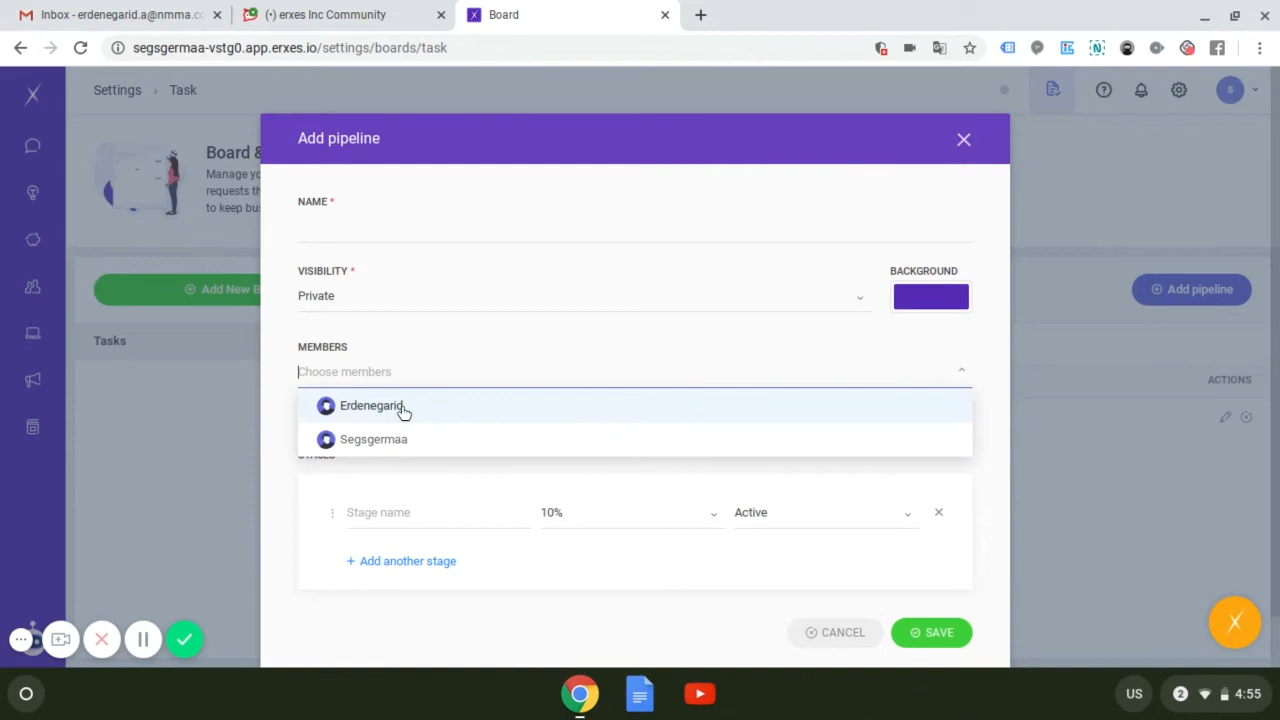 Inbox - erdenegarid.a@nmma.co
(•) erxes Inc Community
Board
segsgermaa-vstg0.app.erxes.io/settings/boards/task
Settings › Task
S
Add pipeline
Board &
Manage yo
requests th
to keep bu
NAME *
VISIBILITY *
BACKGROUND
Private
Add New B
Add pipeline
Tasks
MEMBERS
Choose members
ACTIONS
Erdenegarid
Segsgermaa
STAGES
Stage name
10%
Active
+ Add another stage
CANCEL
SAVE
US
2
4:55